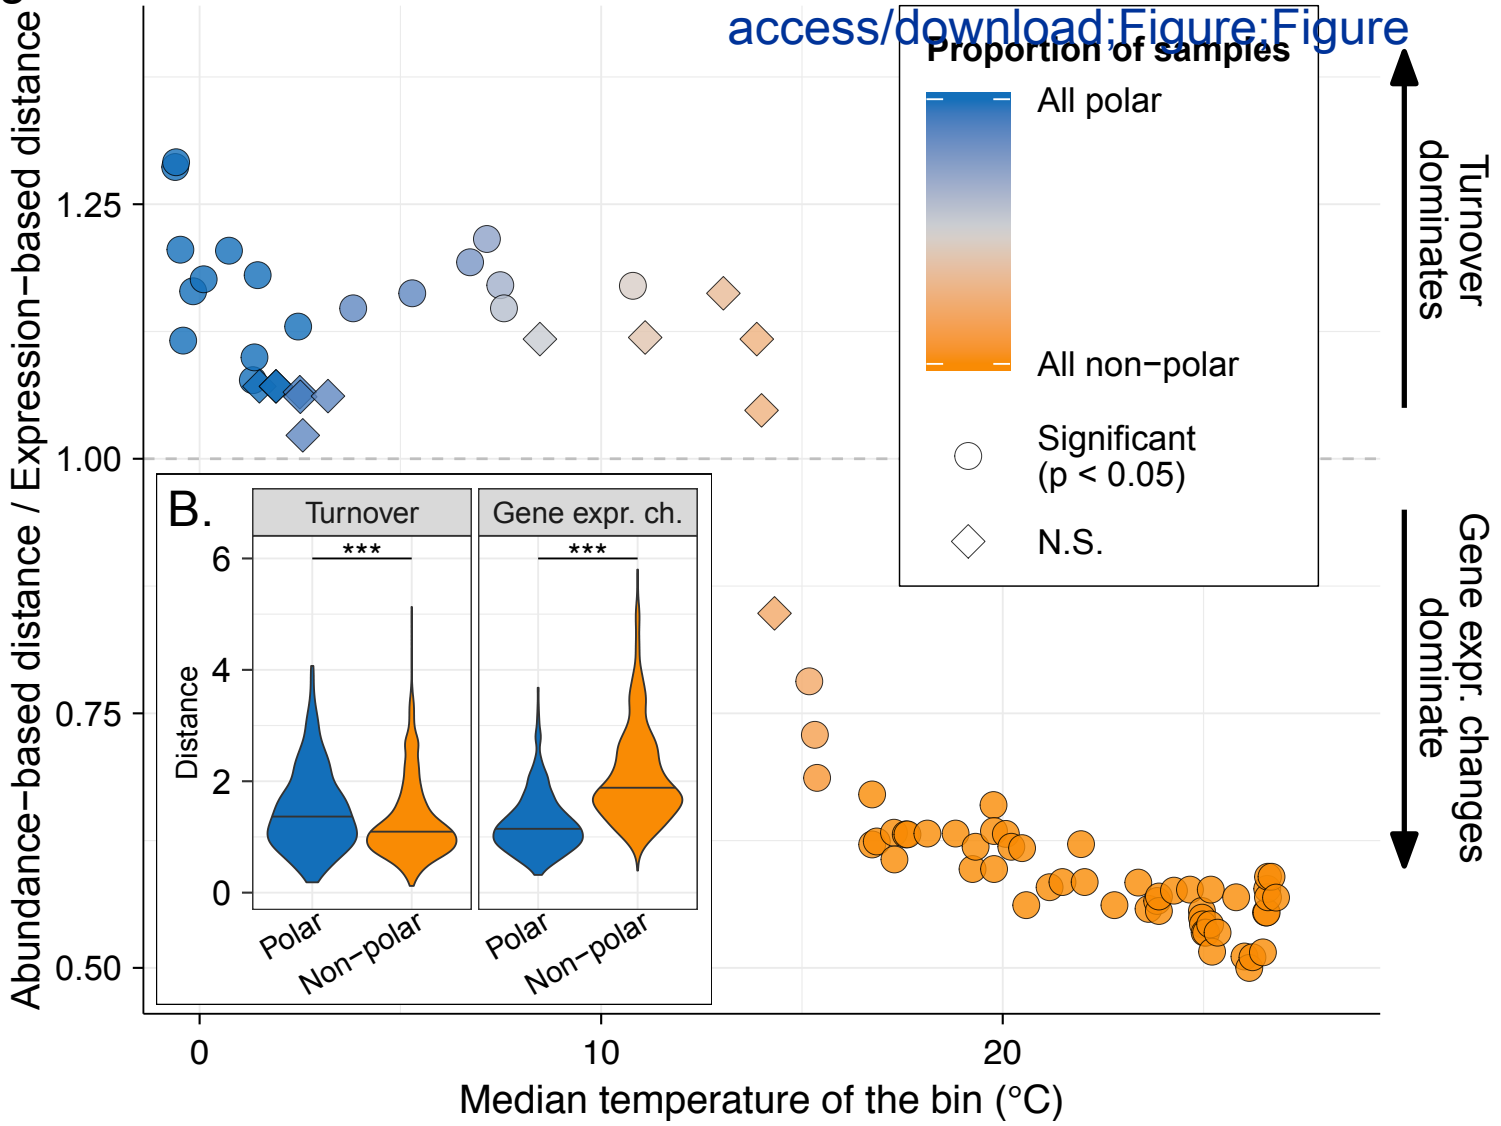 access/download;Figure;Figure
Proportion of samples
All polar
All non−polar
Significant
(p < 0.05)
N.S.
Turnover
dominates
Gene expr. changes
dominate
Abundance−based distance / Expression−based distance
1.25
1.00
0.75
0.50
B.
Turnover
Gene expr. ch.
***
***
Distance
6
4
2
0
Polar
Non−polar
Polar
Non−polar
0
10
20
Median temperature of the bin (°C)